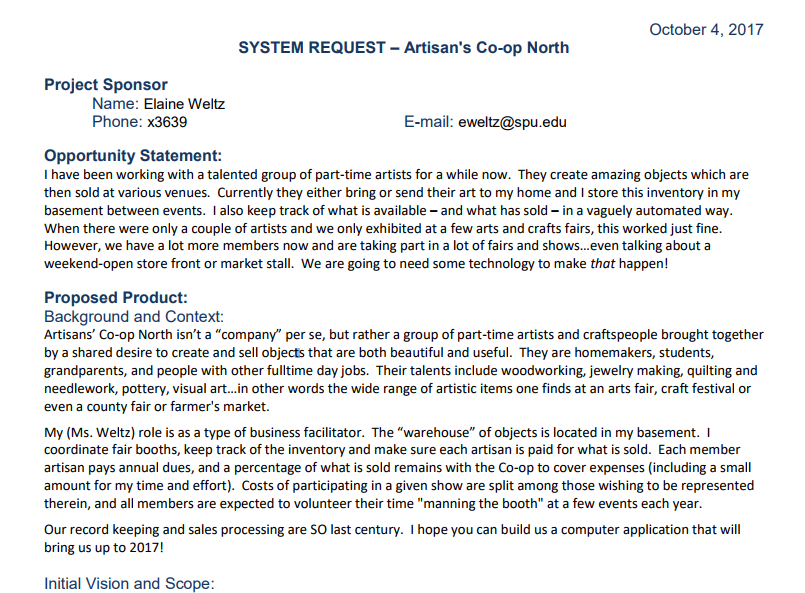 October 4, 2017
SYSTEM REQUEST – Artisan's Co-op North
Project Sponsor
Name: Elaine Weltz
Phone: x3639 E-mail: eweltz@spu.edu
Opportunity Statement:
I have been working with a talented group of part-time artists for a while now. They create amazing objects which are
then sold at various venues. Currently they either bring or send their art to my home and I store this inventory in my
basement between events. I also keep track of what is available – and what has sold – in a vaguely automated way.
When there were only a couple of artists and we only exhibited at a few arts and crafts fairs, this worked just fine.
However, we have a lot more members now and are taking part in a lot of fairs and shows…even talking about a
weekend-open store front or market stall. We are going to need some technology to make that happen!
Proposed Product:
Background and Context:
Artisans’ Co-op North isn’t a “company” per se, but rather a group of part-time artists and craftspeople brought together
by a shared desire to create and sell objects that are both beautiful and useful. They are homemakers, students,
grandparents, and people with other fulltime day jobs. Their talents include woodworking, jewelry making, quilting and
needlework, pottery, visual art…in other words the wide range of artistic items one finds at an arts fair, craft festival or
even a county fair or farmer's market.
My (Ms. Weltz) role is as a type of business facilitator. The “warehouse” of objects is located in my basement. I
coordinate fair booths, keep track of the inventory and make sure each artisan is paid for what is sold. Each member
artisan pays annual dues, and a percentage of what is sold remains with the Co-op to cover expenses (including a small
amount for my time and effort). Costs of participating in a given show are split among those wishing to be represented
therein, and all members are expected to volunteer their time "manning the booth" at a few events each year.
Our record keeping and sales processing are SO last century. I hope you can build us a computer application that will
bring us up to 2017!
Initial Vision and Scope: